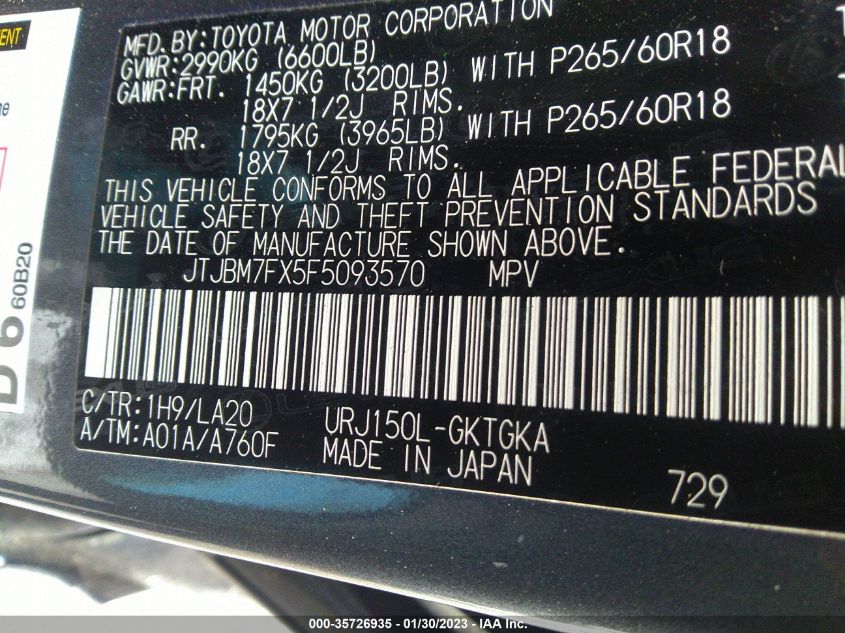 MFD.BY:TOYOTA MOTOR CORPORATION
GVWR:2990KG (6600LB)
GAWR:FRT. 1450KG (3200LB) WITH P265/60R18
18X7 1/2J RIMS.
RR. 1795KG (3965LB) WITH P265/60R18
18X7 1/2J RIMS.
THIS VEHICLE CONFORMS TO ALL APPLICABLE FEDERAL
VEHICLE SAFETY AND THEFT PREVENTION STANDARDS
THE DATE OF MANUFACTURE SHOWN ABOVE.
JTJBM7FX5F5093570 MPV
C/TR:1H9/LA20 URJ150L-GKTGKA
A/TM:A01A/A760F MADE IN JAPAN
729
60B20
000-35726935 - 01/30/2023 - IAA Inc.